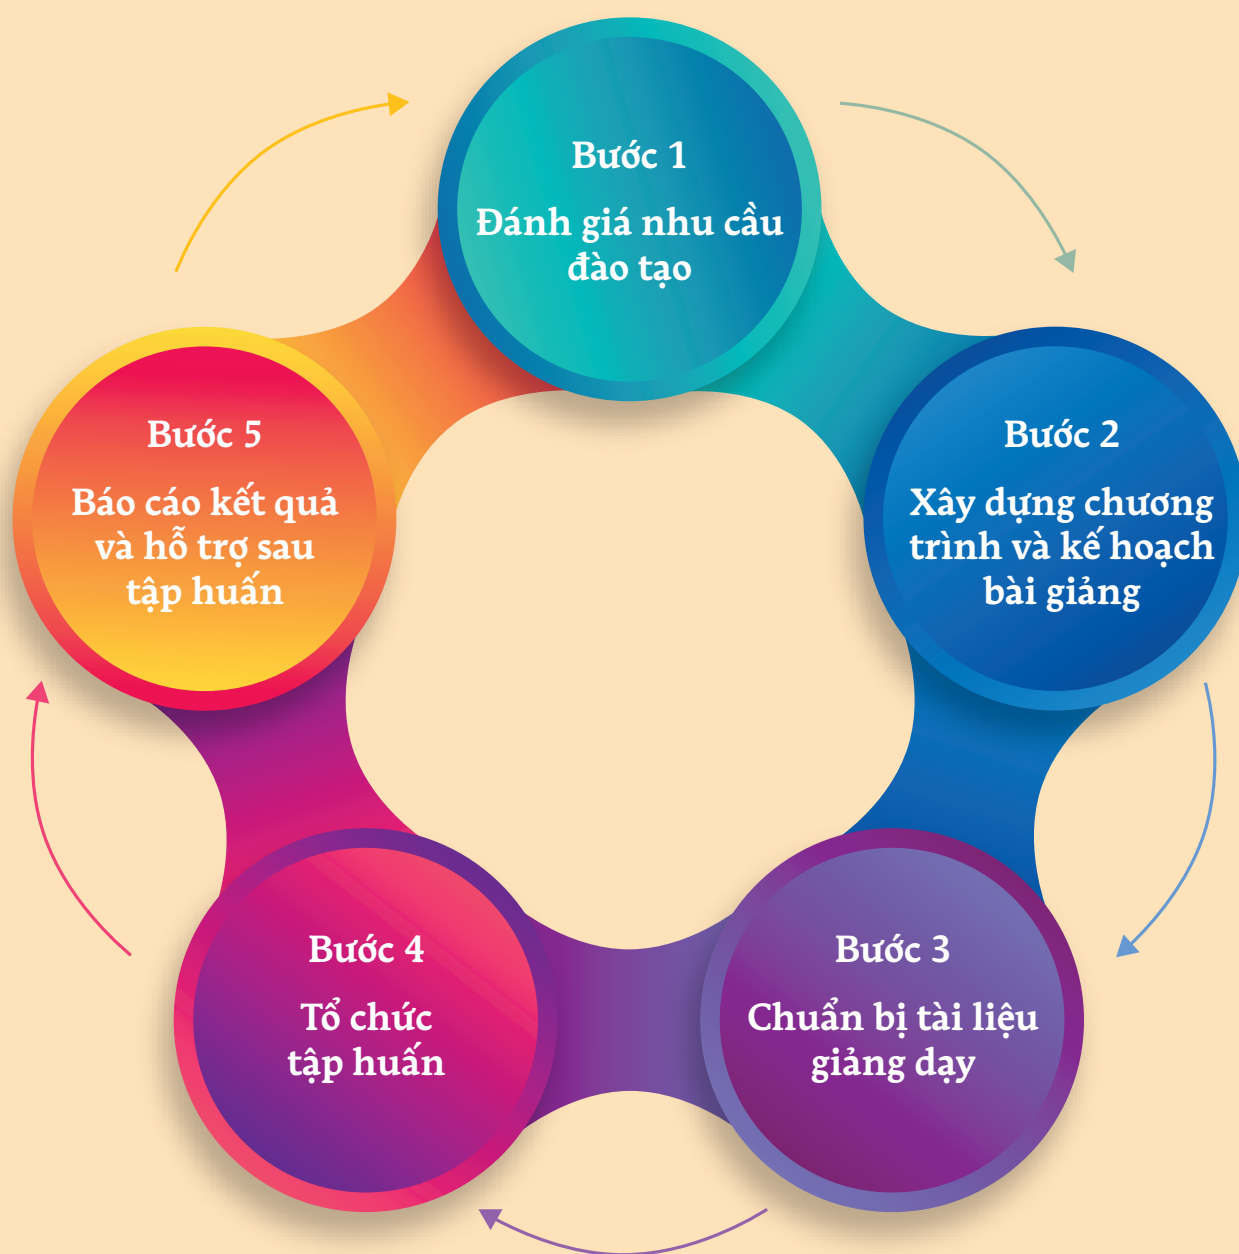 Bước 1
Đánh giá nhu cầu
đào tạo
Bước 2
Xây dựng chương
trình và kế hoạch
bài giảng
Bước 3
Chuẩn bị tài liệu
giảng dạy
Bước 4
Tổ chức
tập huấn
Bước 5
Báo cáo kết quả
và hỗ trợ sau
tập huấn